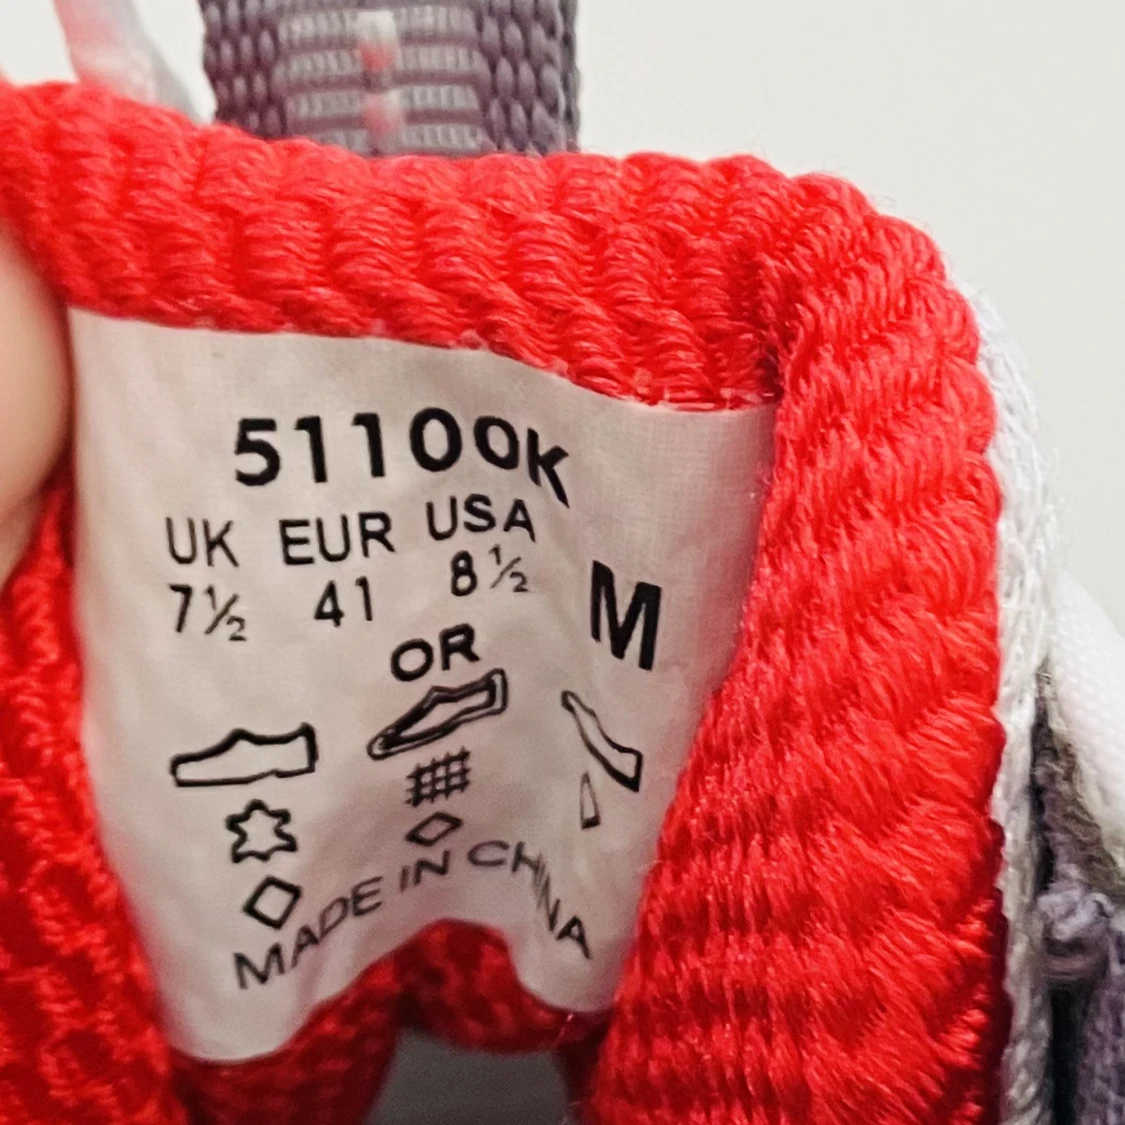 51100K
UK EUR USA
7½ 41 8½
M
OR
MADE IN CHINA